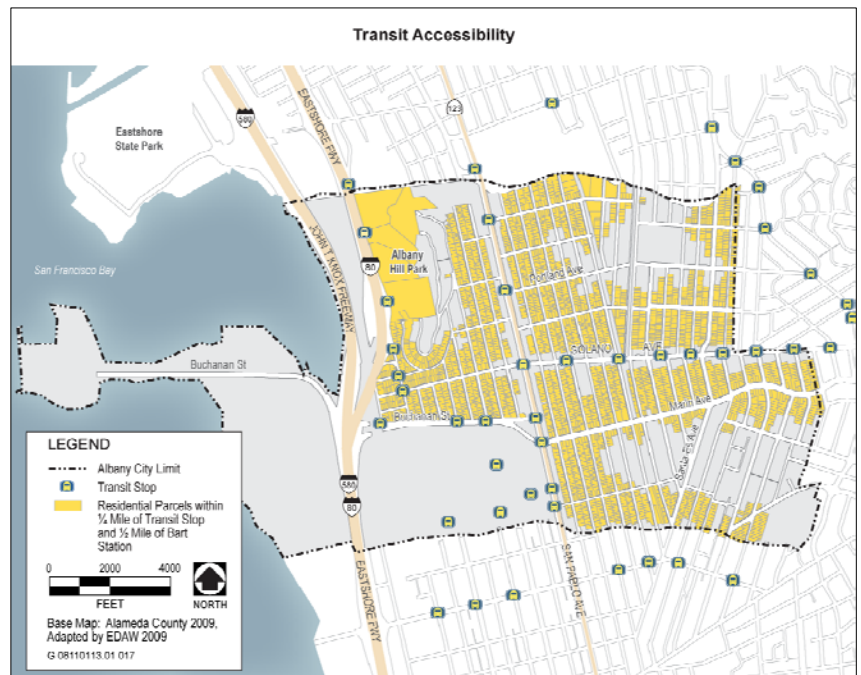 Transit Accessibility
580
EASTSHORE FWY
123
Eastshore
State Park
JOHN T. KNOX FREEWAY
80
Albany
Hill Park
San Francisco Bay
Portland Ave
SOLANO AVE
Buchanan St
Marin Ave
Buchanan St
Santa Fe Ave
580
80
EASTSHORE FWY
SAN PABLO AVE
LEGEND
Albany City Limit
Transit Stop
Residential Parcels within
¼ Mile of Transit Stop
and ½ Mile of Bart
Station
0 2000 4000
FEET
NORTH
Base Map: Alameda County 2009,
Adapted by EDAW 2009
G 08110113.01 017